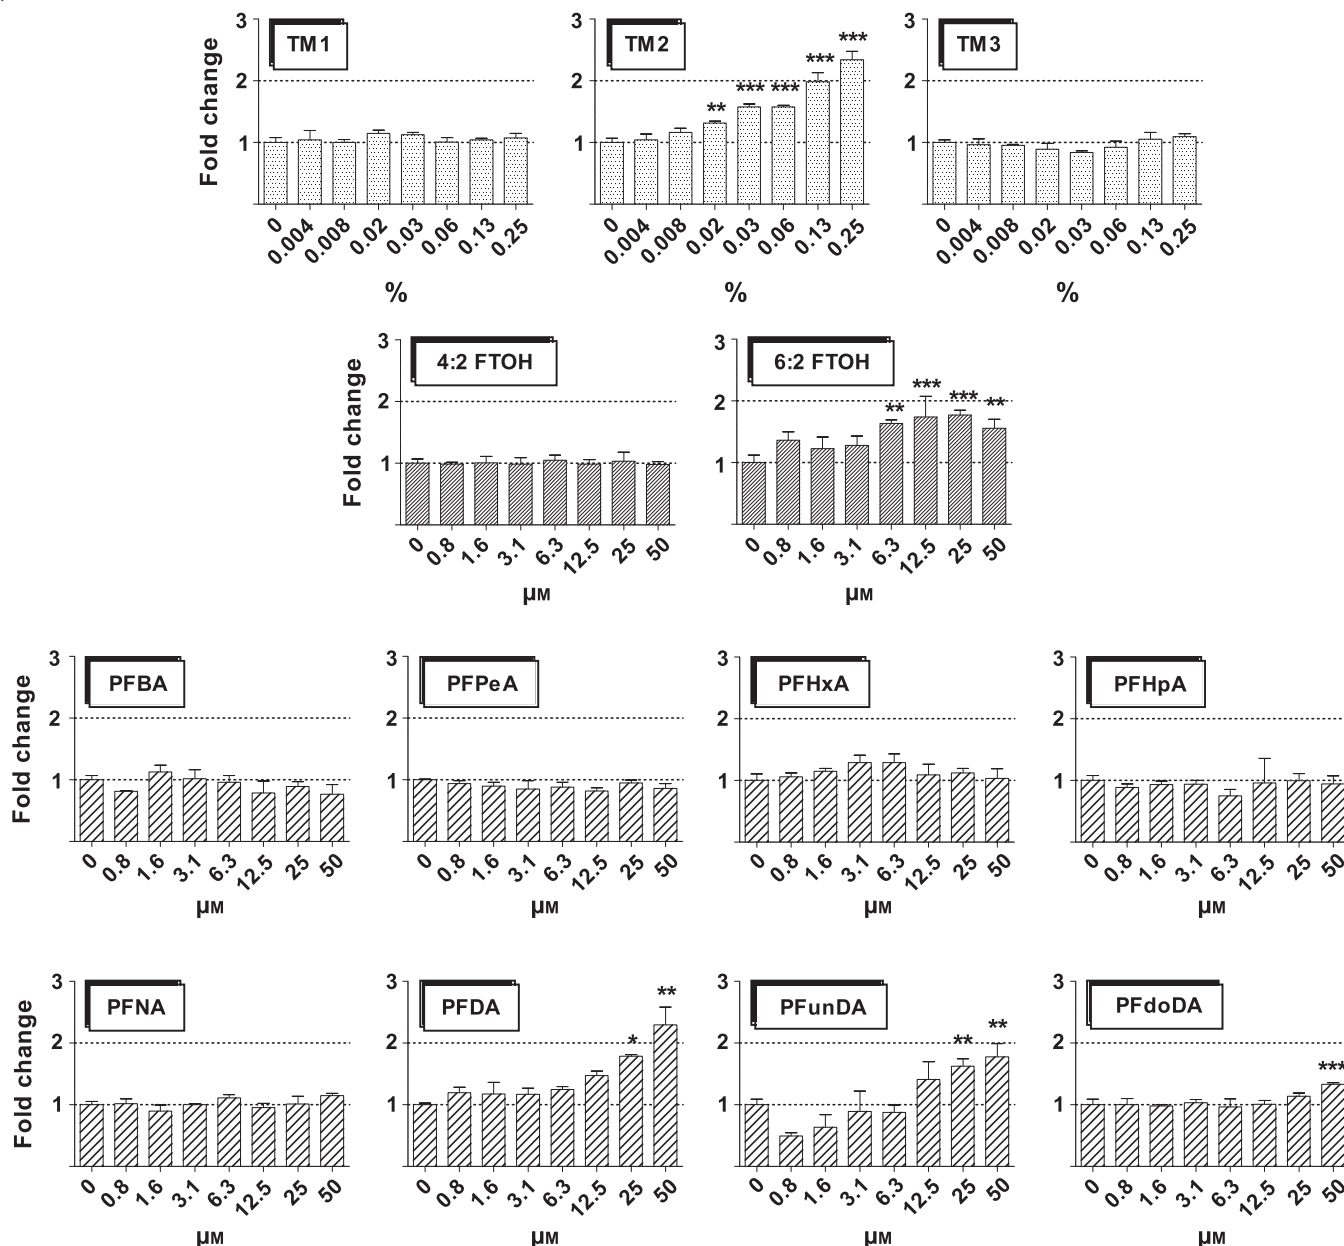 TM1
TM2
TM3
Fold change
3
2
1
3
2
1
3
2
1
** *** *** *** ***
0 0.004 0.008 0.02 0.03 0.06 0.13 0.25
0 0.004 0.008 0.02 0.03 0.06 0.13 0.25
0 0.004 0.008 0.02 0.03 0.06 0.13 0.25
% % %
4:2 FTOH
6:2 FTOH
Fold change
3
2
1
3
2
1
** *** *** **
0 0.8 1.6 3.1 6.3 12.5 25 50
0 0.8 1.6 3.1 6.3 12.5 25 50
µM µM
PFBA
PFPeA
PFHxA
PFHpA
Fold change
3
2
1
3
2
1
3
2
1
3
2
1
0 0.8 1.6 3.1 6.3 12.5 25 50
0 0.8 1.6 3.1 6.3 12.5 25 50
0 0.8 1.6 3.1 6.3 12.5 25 50
0 0.8 1.6 3.1 6.3 12.5 25 50
µM µM µM µM
PFNA
PFDA
PFunDA
PFdoDA
Fold change
3
2
1
3
2
1
3
2
1
3
2
1
* **
** **
***
0 0.8 1.6 3.1 6.3 12.5 25 50
0 0.8 1.6 3.1 6.3 12.5 25 50
0 0.8 1.6 3.1 6.3 12.5 25 50
0 0.8 1.6 3.1 6.3 12.5 25 50
µM µM µM µM